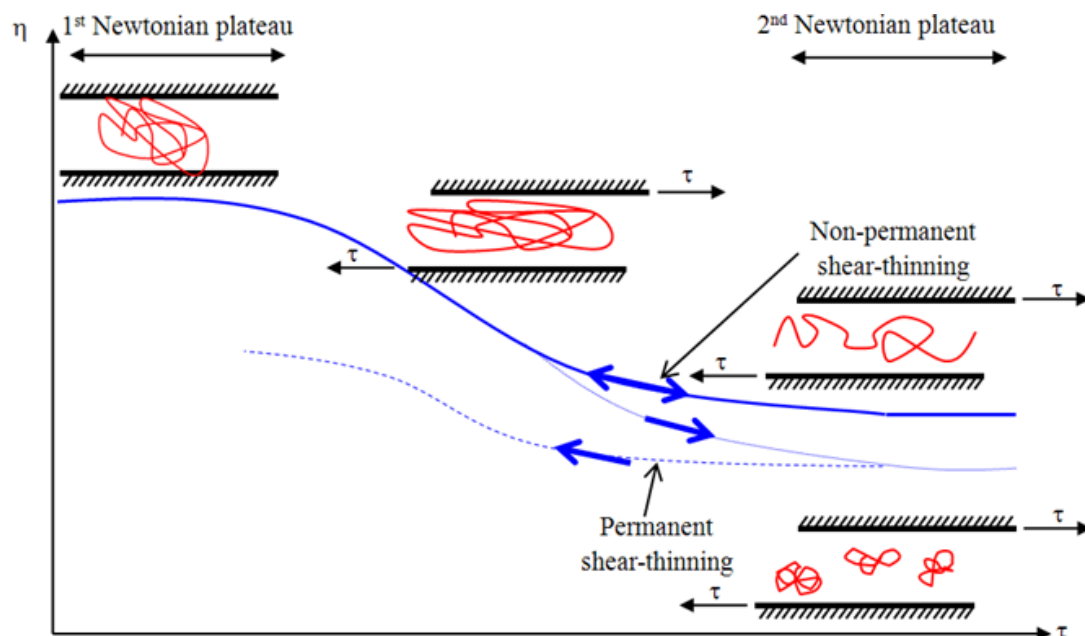 η
1st Newtonian plateau
2nd Newtonian plateau
τ
τ
Non-permanent
shear-thinning
τ
τ
Permanent
shear-thinning
τ
τ
τ